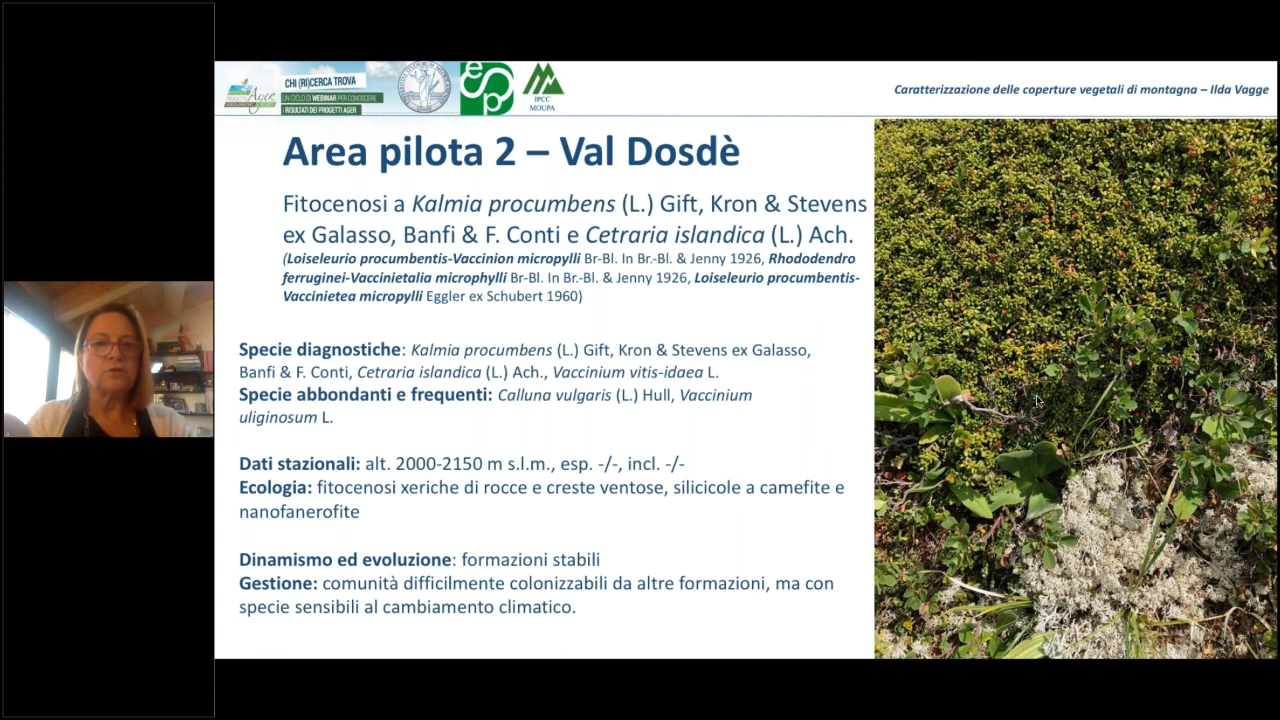 CHI (RI)CERCA TROVA
UN CICLO DI WEBINAR PER CONOSCERE
I RISULTATI DEI PROGETTI AGER
Ager
esp
IPCC
MOUPA
Caratterizzazione delle coperture vegetali di montagna – Ilda Vagge
Area pilota 2 – Val Dosdè
Fitocenosi a Kalmia procumbens (L.) Gift, Kron & Stevens
ex Galasso, Banfi & F. Conti e Cetraria islandica (L.) Ach.
(Loiseleurio procumbentis-Vaccinion micropylli Br-Bl. In Br.-Bl. & Jenny 1926, Rhododendro
ferruginei-Vaccinietalia microphylli Br-Bl. In Br.-Bl. & Jenny 1926, Loiseleurio procumbentis-
Vaccinietea micropylli Eggler ex Schubert 1960)
Specie diagnostiche: Kalmia procumbens (L.) Gift, Kron & Stevens ex Galasso,
Banfi & F. Conti, Cetraria islandica (L.) Ach., Vaccinium vitis-idaea L.
Specie abbondanti e frequenti: Calluna vulgaris (L.) Hull, Vaccinium
uliginosum L.
Dati stazionali: alt. 2000-2150 m s.l.m., esp. -/-, incl. -/-
Ecologia: fitocenosi xeriche di rocce e creste ventose, silicicole a camefite e
nanofanerofite
Dinamismo ed evoluzione: formazioni stabili
Gestione: comunità difficilmente colonizzabili da altre formazioni, ma con
specie sensibili al cambiamento climatico.